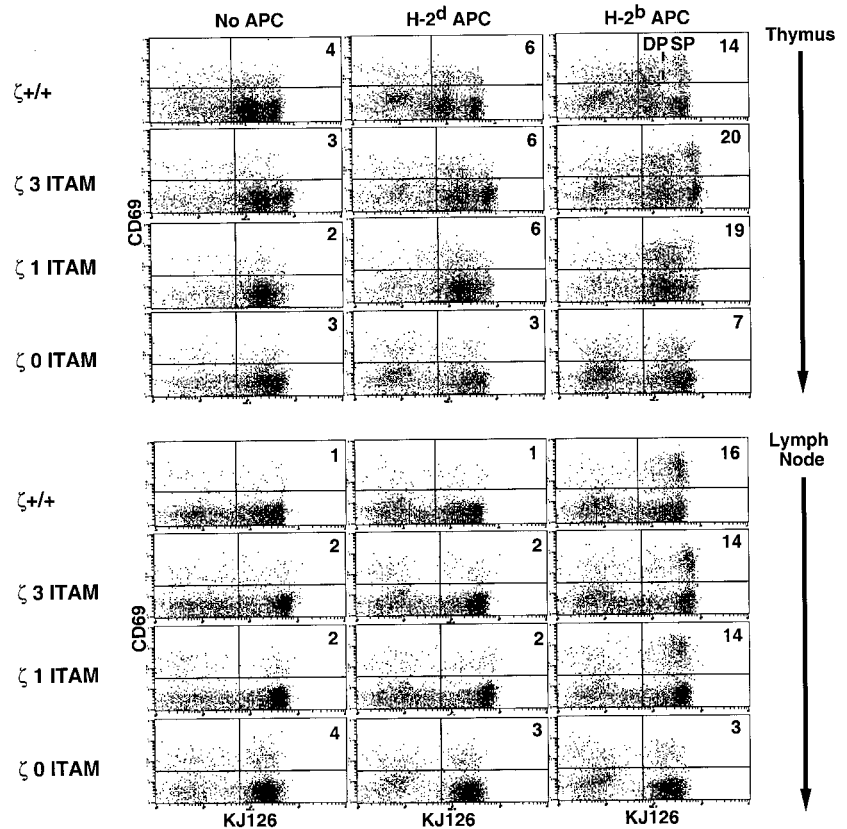 No APC H-2d APC H-2b APC
Thymus
ζ+/+ 4 6 DP SP 14
ζ 3 ITAM 3 6 20
CD69
ζ 1 ITAM 2 6 19
ζ 0 ITAM 3 3 7
Lymph
Node
ζ+/+ 1 1 16
ζ 3 ITAM 2 2 14
CD69
ζ 1 ITAM 2 2 14
ζ 0 ITAM 4 3 3
KJ126 KJ126 KJ126